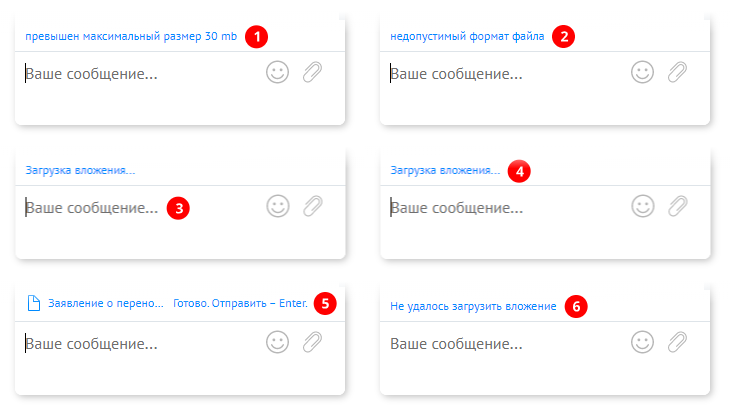 превышен максимальный размер 30 mb 1
Ваше сообщение...
недопустимый формат файла 2
Ваше сообщение...
Загрузка вложения...
Ваше сообщение... 3
Загрузка вложения... 4
Ваше сообщение...
Заявление о перено... Готово. Отправить – Enter. 5
Ваше сообщение...
Не удалось загрузить вложение 6
Ваше сообщение...